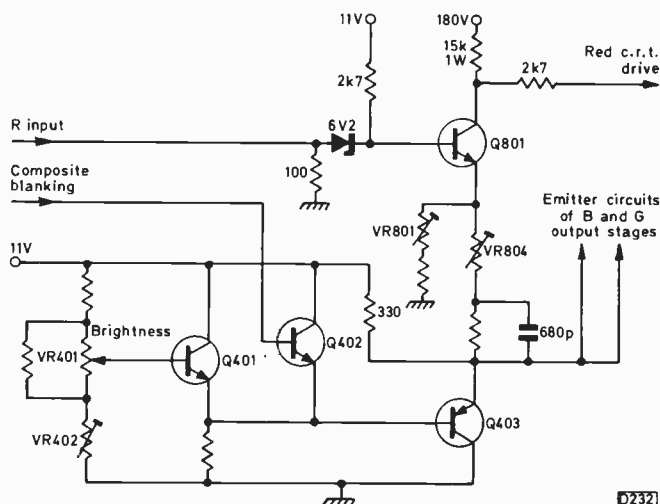 11V
180V
15k
1W
Red c.r.t.
drive
2k7
2k7
R input
6V2
Q801
100
Composite
blanking
Emitter circuits
of B and G
output stages
VR801
VR804
11V
330
680p
Brightness
Q401
Q402
VR401
Q403
VR402
D232